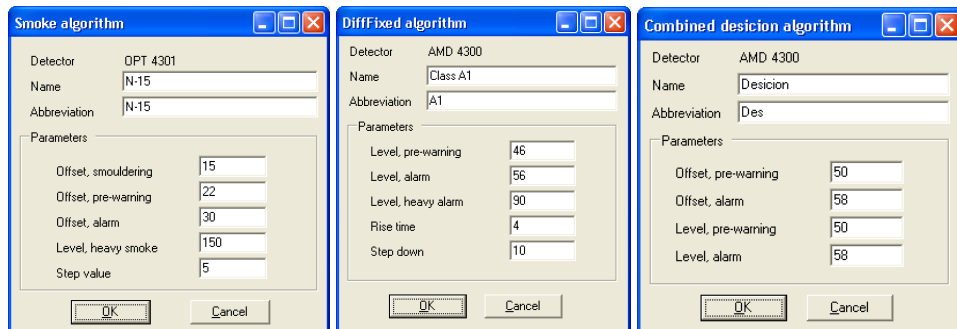 Smoke algorithm
Detector OPT 4301
Name N-15
Abbreviation N-15
Parameters
Offset, smouldering 15
Offset, pre-warning 22
Offset, alarm 30
Level, heavy smoke 150
Step value 5
OK Cancel
DiffFixed algorithm
Detector AMD 4300
Name Class A1
Abbreviation A1
Parameters
Level, pre-warning 46
Level, alarm 56
Level, heavy alarm 90
Rise time 4
Step down 10
OK Cancel
Combined desicion algorithm
Detector AMD 4300
Name Desicion
Abbreviation Des
Parameters
Offset, pre-warning 50
Offset, alarm 58
Level, pre-warning 50
Level, alarm 58
OK Cancel